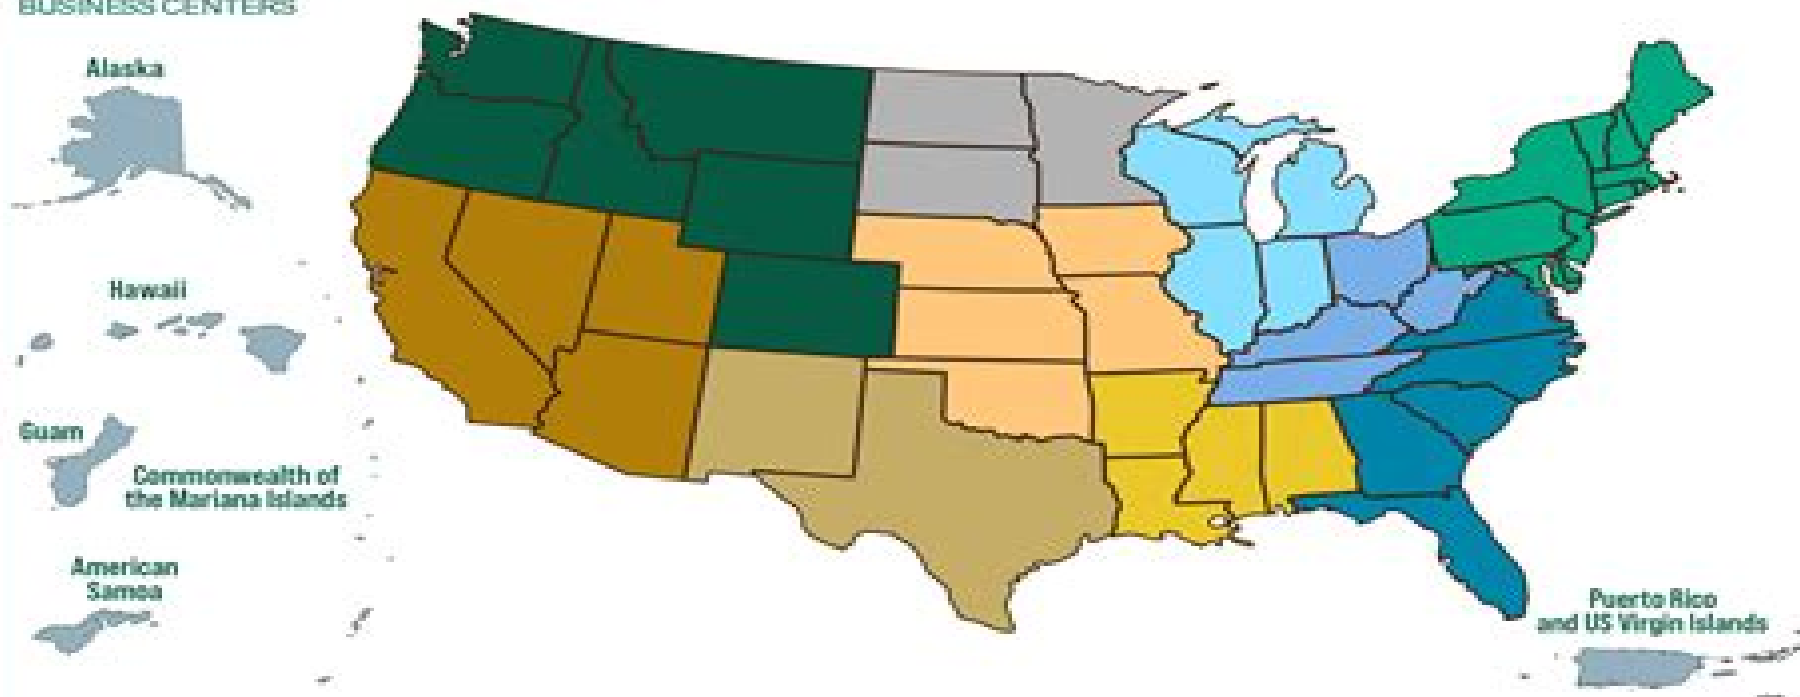 BUSINESS CENTERS
Alaska
Hawaii
Guam
Commonwealth of
the Mariana Islands
American
Samoa
Puerto Rico
and US Virgin Islands